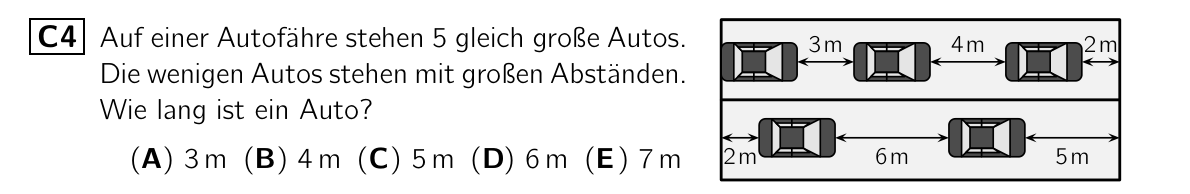 C4 Auf einer Autofähre stehen 5 gleich große Autos.
Die wenigen Autos stehen mit großen Abständen.
Wie lang ist ein Auto?
(A) 3 m (B) 4 m (C) 5 m (D) 6 m (E) 7 m
3 m 4 m 2 m
2 m 6 m 5 m